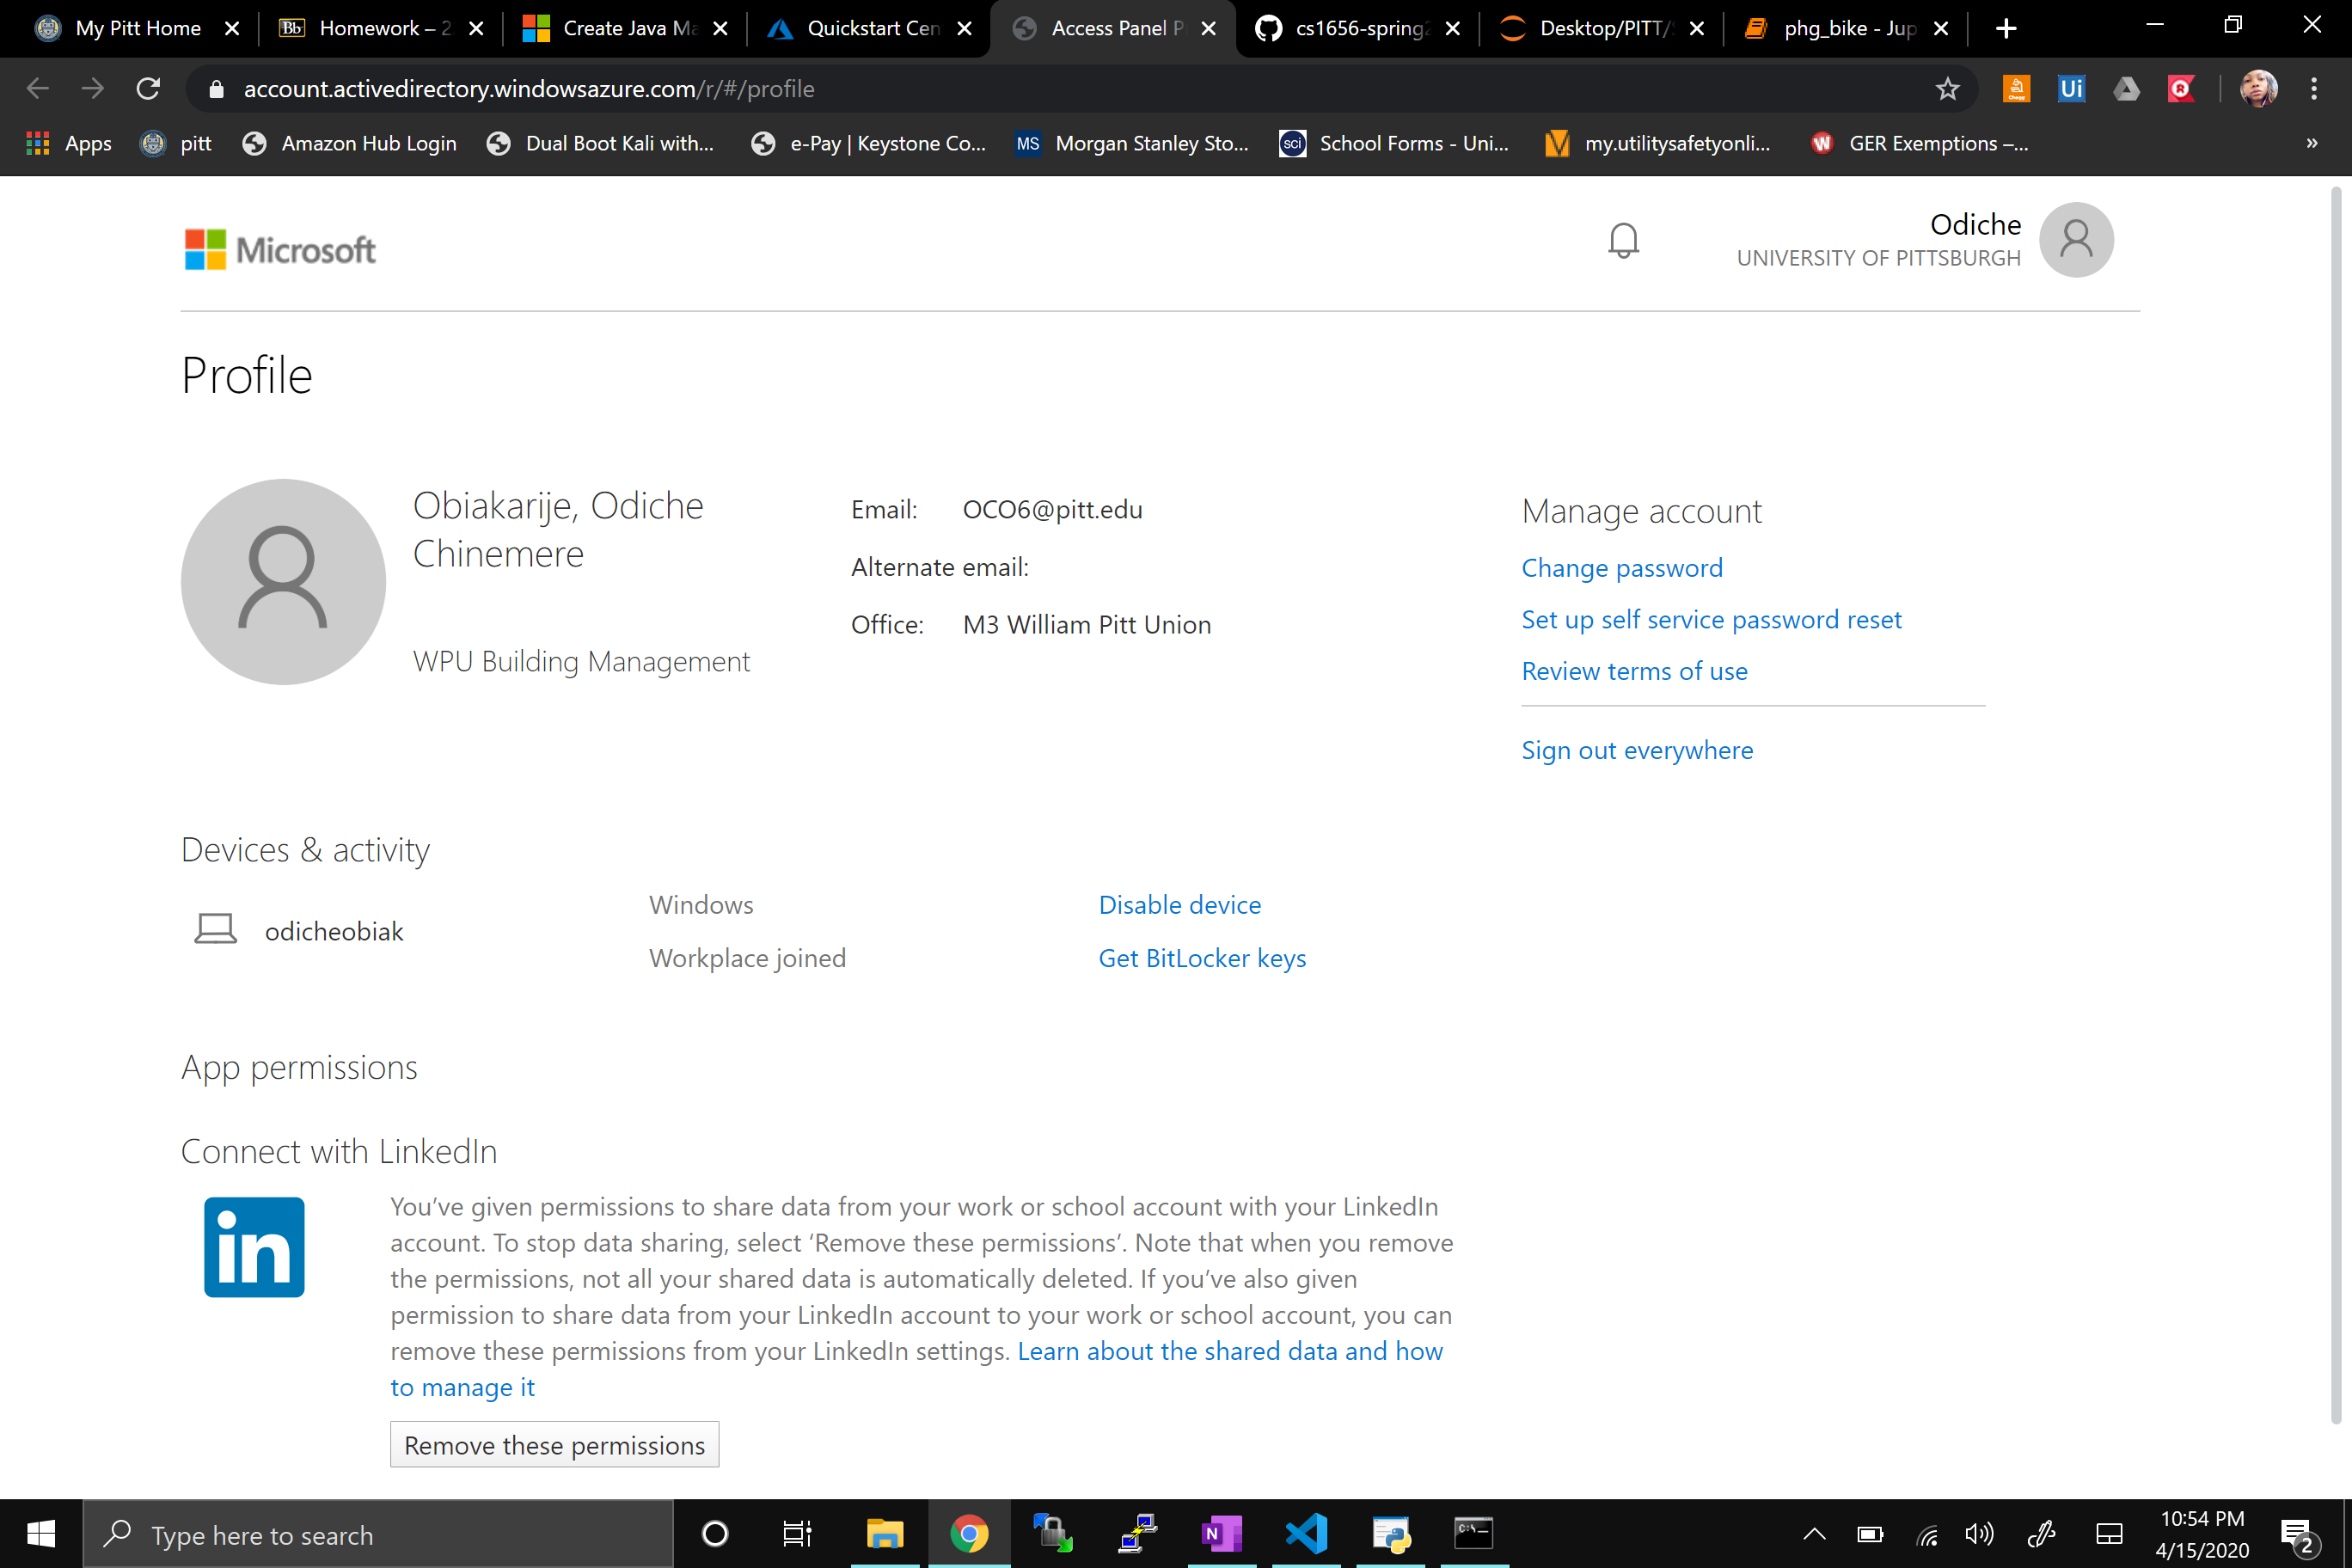 My Pitt Home
Homework – 2
Create Java Ma
Quickstart Cen
Access Panel P
cs1656-spring2
Desktop/PITT/
phg_bike - Jup
account.activedirectory.windowsazure.com/r/#/profile
Apps
pitt
Amazon Hub Login
Dual Boot Kali with...
e-Pay | Keystone Co...
MS Morgan Stanley Sto...
sci School Forms - Uni...
my.utilitysafetyonli...
GER Exemptions –...
»
Microsoft
Odiche
UNIVERSITY OF PITTSBURGH
Profile
Obiakarije, Odiche
Chinemere
WPU Building Management
Email: OCO6@pitt.edu
Alternate email:
Office: M3 William Pitt Union
Manage account
Change password
Set up self service password reset
Review terms of use
Sign out everywhere
Devices & activity
odicheobiak
Windows
Workplace joined
Disable device
Get BitLocker keys
App permissions
Connect with LinkedIn
in
You’ve given permissions to share data from your work or school account with your LinkedIn
account. To stop data sharing, select ‘Remove these permissions’. Note that when you remove
the permissions, not all your shared data is automatically deleted. If you’ve also given
permission to share data from your LinkedIn account to your work or school account, you can
remove these permissions from your LinkedIn settings. Learn about the shared data and how
to manage it
Remove these permissions
Type here to search
10:54 PM
4/15/2020
2